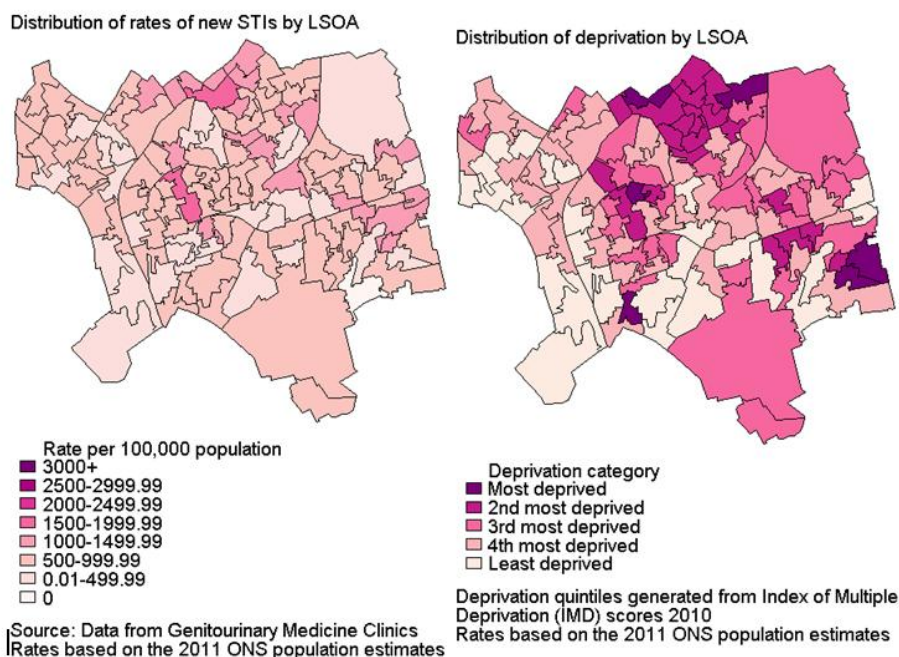 Distribution of rates of new STIs by LSOA
Rate per 100,000 population
3000+
2500-2999.99
2000-2499.99
1500-1999.99
1000-1499.99
500-999.99
0.01-499.99
0
Source: Data from Genitourinary Medicine Clinics
Rates based on the 2011 ONS population estimates
Distribution of deprivation by LSOA
Deprivation category
Most deprived
2nd most deprived
3rd most deprived
4th most deprived
Least deprived
Deprivation quintiles generated from Index of Multiple
Deprivation (IMD) scores 2010
Rates based on the 2011 ONS population estimates